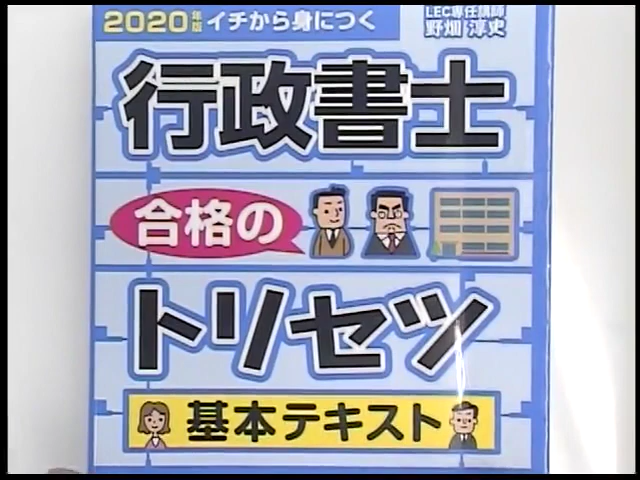 2020年版 イチから身につく
LEC専任講師
野畑 淳史
行政書士
合格の
トリセツ
基本テキスト